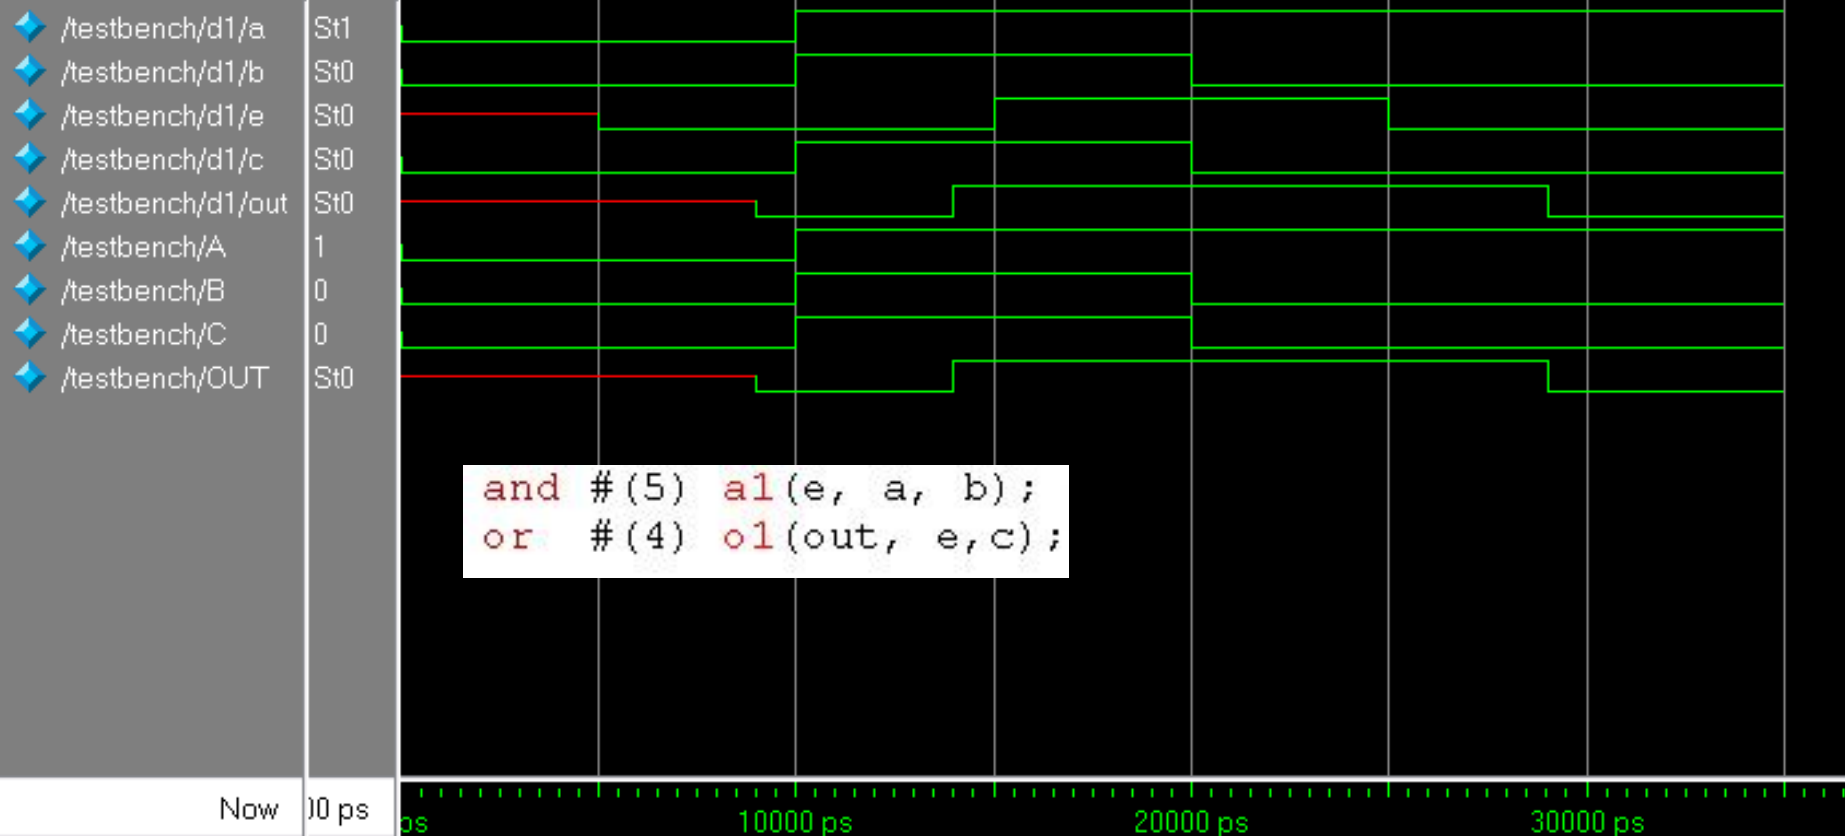 /testbench/d1/a St1
/testbench/d1/b St0
/testbench/d1/e St0
/testbench/d1/c St0
/testbench/d1/out St0
/testbench/A 1
/testbench/B 0
/testbench/C 0
/testbench/OUT St0
and #(5) a1(e, a, b);
or #(4) o1(out, e,c);
Now ps
ps 10000 ps 20000 ps 30000 ps